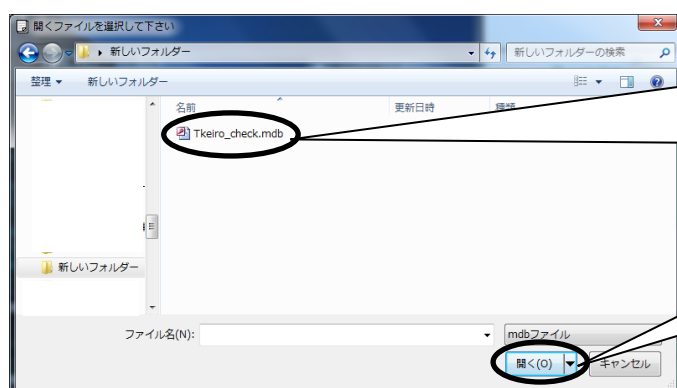 開くファイルを選択して下さい
新しいフォルダー
新しいフォルダーの検索
整理 新しいフォルダー
名前 更新日時 種類
Tkeiro_check.mdb
新しいフォルダー
ファイル名(N): mdbファイル
開く(O) キャンセル